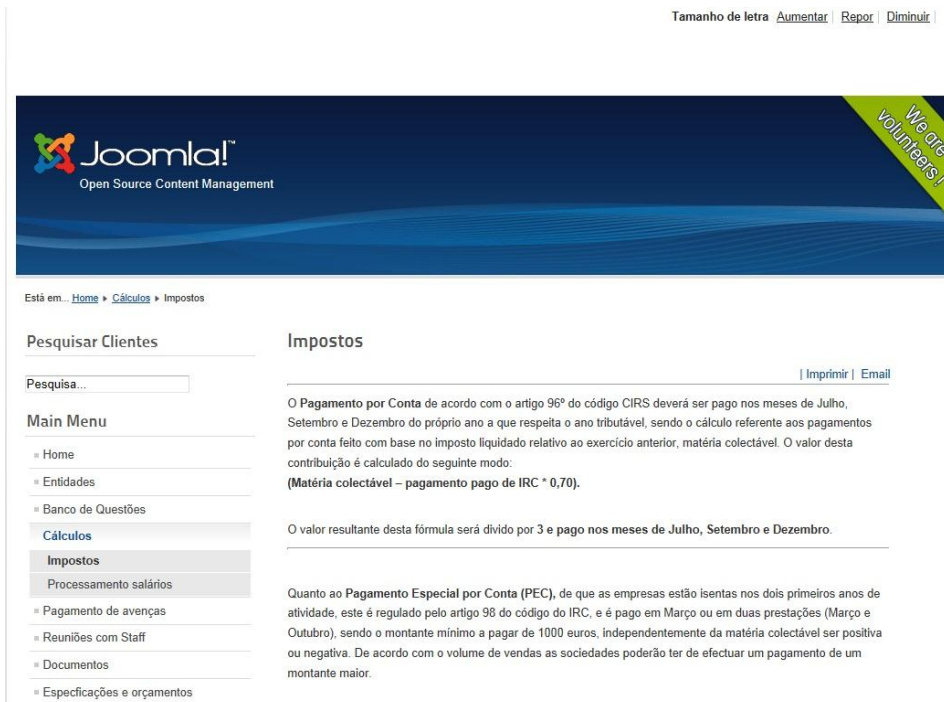 Tamanho de letra Aumentar | Repor | Diminuir |
We are
volunteers !
Joomla!™
Open Source Content Management
Está em... Home ▸ Cálculos ▸ Impostos
Pesquisar Clientes
Pesquisa...
Main Menu
Home
Entidades
Banco de Questões
Cálculos
Impostos
Processamento salários
Pagamento de avenças
Reuniões com Staff
Documentos
Especficações e orçamentos
Impostos
| Imprimir | Email
O Pagamento por Conta de acordo com o artigo 96º do código CIRS deverá ser pago nos meses de Julho,
Setembro e Dezembro do próprio ano a que respeita o ano tributável, sendo o cálculo referente aos pagamentos
por conta feito com base no imposto liquidado relativo ao exercício anterior, matéria colectável. O valor desta
contribuição é calculado do seguinte modo:
(Matéria colectável – pagamento pago de IRC * 0,70).
O valor resultante desta fórmula será divido por 3 e pago nos meses de Julho, Setembro e Dezembro.
Quanto ao Pagamento Especial por Conta (PEC), de que as empresas estão isentas nos dois primeiros anos de
atividade, este é regulado pelo artigo 98 do código do IRC, e é pago em Março ou em duas prestações (Março e
Outubro), sendo o montante mínimo a pagar de 1000 euros, independentemente da matéria colectável ser positiva
ou negativa. De acordo com o volume de vendas as sociedades poderão ter de efectuar um pagamento de um
montante maior.